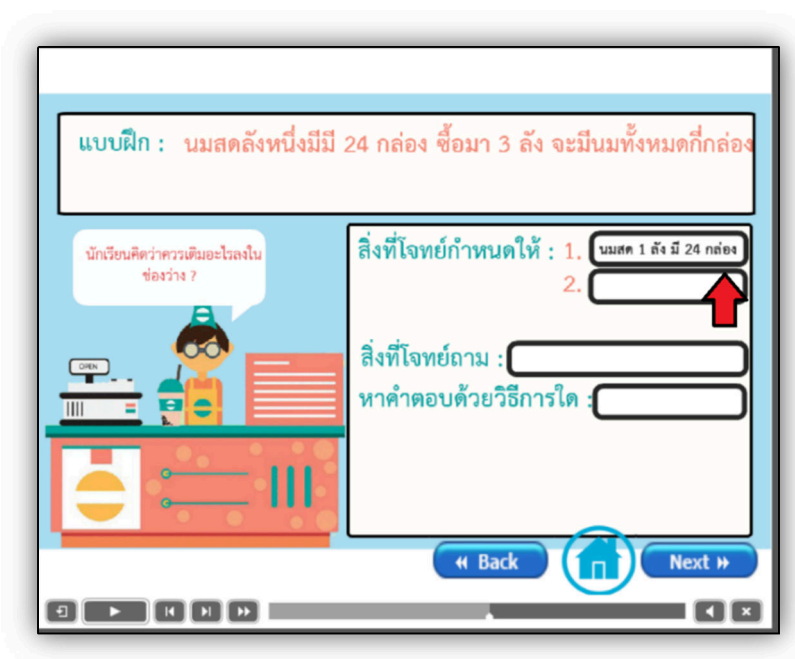 แบบฝึก : นมสดลังหนึ่งมีมี 24 กล่อง ซื้อมา 3 ลัง จะมีนมทั้งหมดกี่กล่อง
นักเรียนคิดว่าควรเติมอะไรลงใน
ช่องว่าง ?
OPEN
สิ่งที่โจทย์กำหนดให้ : 1. นมสด 1 ลัง มี 24 กล่อง
2.
สิ่งที่โจทย์ถาม :
หาคำตอบด้วยวิธีการใด :
Back
Next